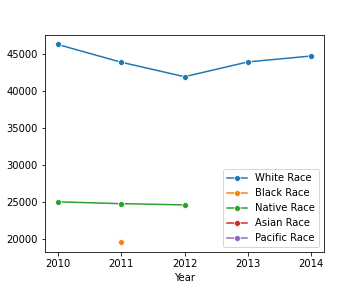 45000
40000
35000
30000
25000
20000
White Race
Black Race
Native Race
Asian Race
Pacific Race
2010 2011 2012 2013 2014
Year